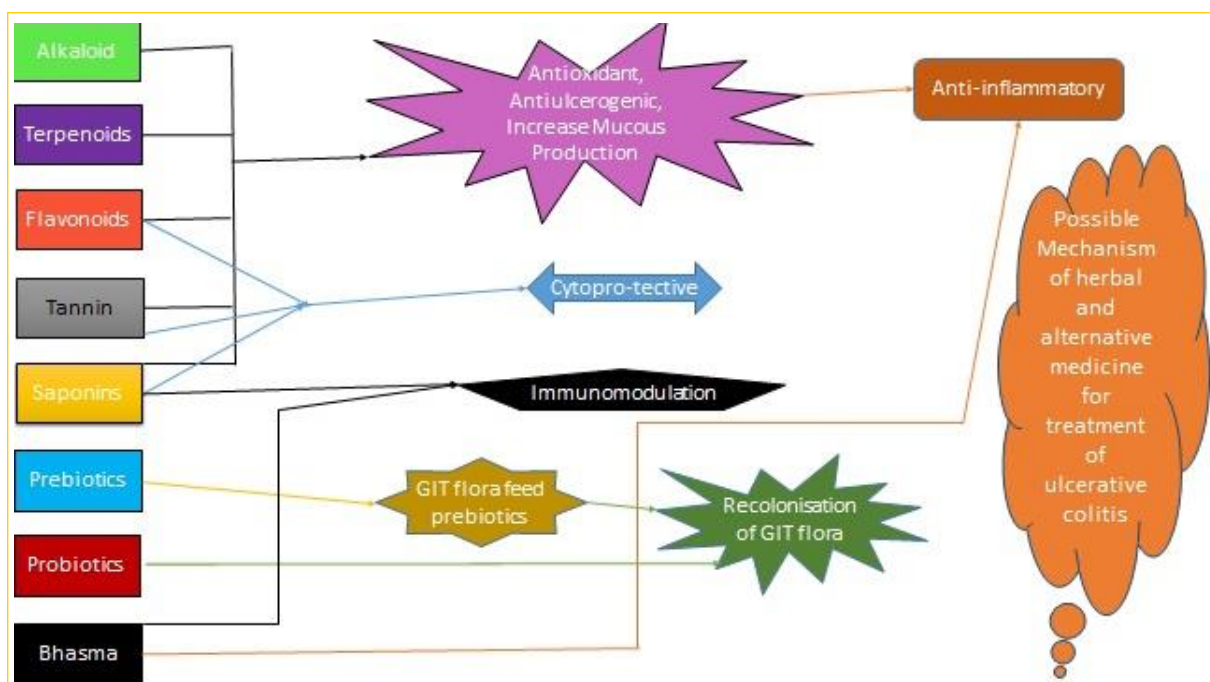 Alkaloid
Terpenoids
Flavonoids
Tannin
Saponins
Prebiotics
Probiotics
Bhasma
Antioxidant,
Antiulcerogenic,
Increase Mucous
Production
Cytopro-tective
Immunomodulation
GIT flora feed
prebiotics
Recolonisation
of GIT flora
Anti-inflammatory
Possible
Mechanism
of herbal
and
alternative
medicine
for
treatment
of
ulcerative
colitis